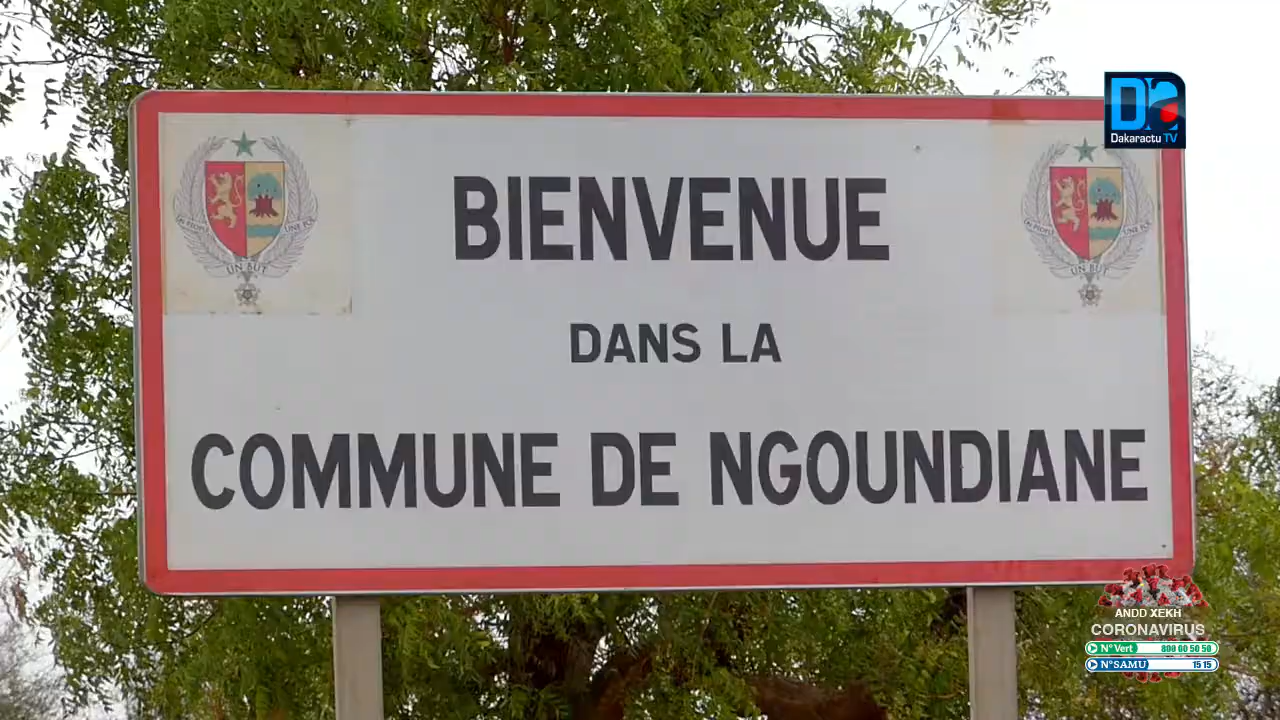 Dakaractu TV
UN PEUPLE
UNE FOI
UN BUT
UN PEUPLE
UNE FOI
UN BUT
BIENVENUE
DANS LA
COMMUNE DE NGOUNDIANE
ANDD XEKH
CORONAVIRUS
N° Vert 800 00 50 50
N°SAMU 15 15